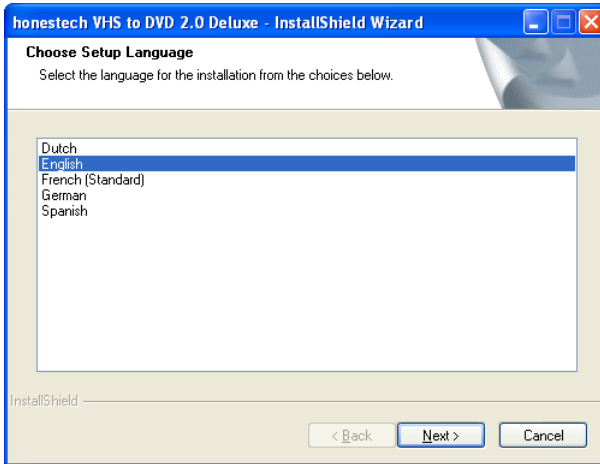 honestech VHS to DVD 2.0 Deluxe - InstallShield Wizard
Choose Setup Language
Select the language for the installation from the choices below.
Dutch
English
French (Standard)
German
Spanish
InstallShield
< Back Next > Cancel